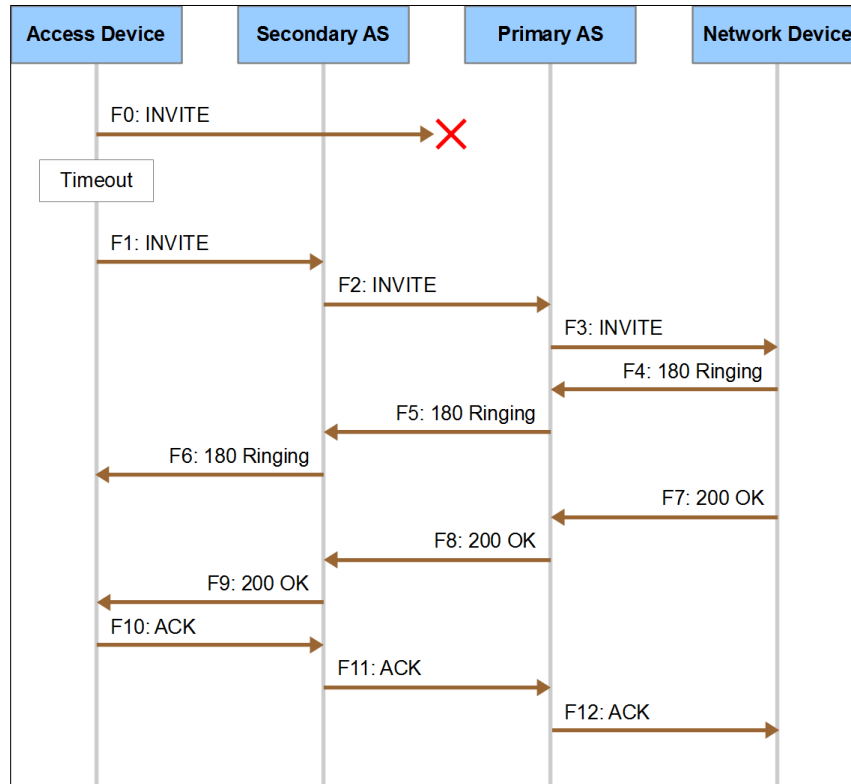 Access Device
Secondary AS
Primary AS
Network Device
F0: INVITE
Timeout
F1: INVITE
F2: INVITE
F3: INVITE
F4: 180 Ringing
F5: 180 Ringing
F6: 180 Ringing
F7: 200 OK
F8: 200 OK
F9: 200 OK
F10: ACK
F11: ACK
F12: ACK